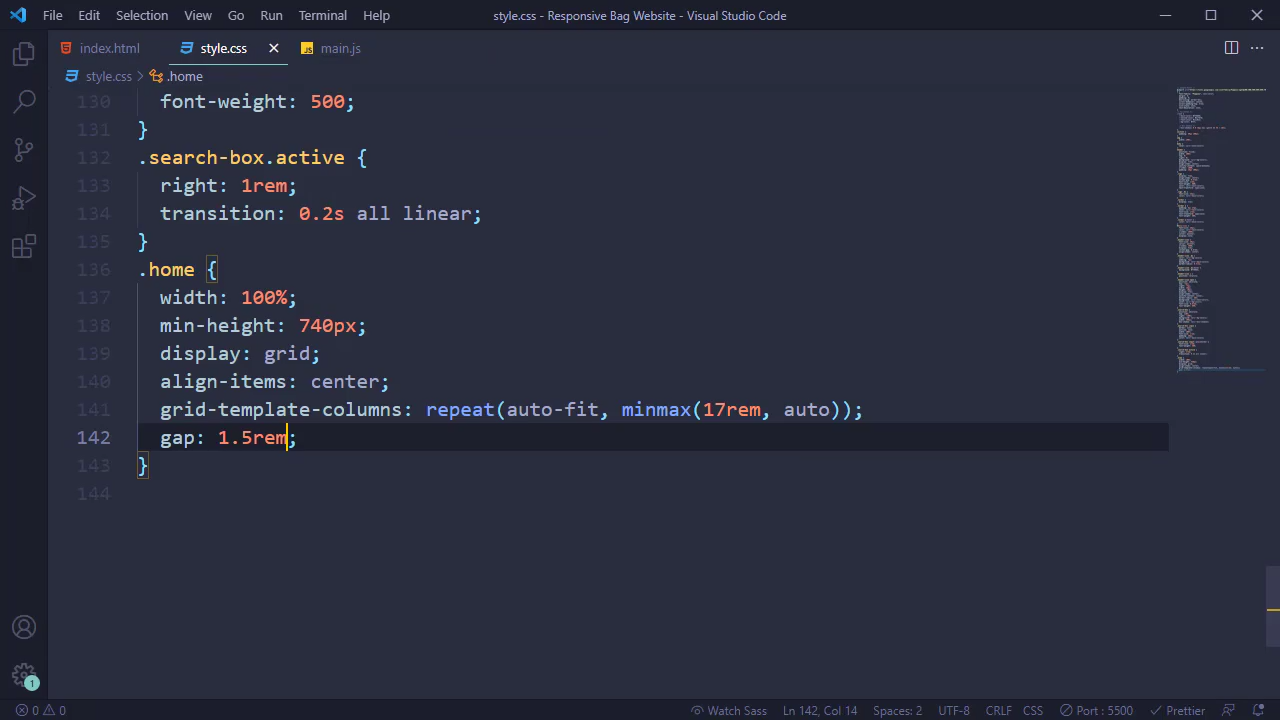 File Edit Selection View Go Run Terminal Help style.css - Responsive Bag Website - Visual Studio Code
index.html style.css main.js
style.css > .home
130 font-weight: 500;
131 }
132 .search-box.active {
133 right: 1rem;
134 transition: 0.2s all linear;
135 }
136 .home {
137 width: 100%;
138 min-height: 740px;
139 display: grid;
140 align-items: center;
141 grid-template-columns: repeat(auto-fit, minmax(17rem, auto));
142 gap: 1.5rem;
143 }
144
1
0 0 Watch Sass Ln 142, Col 14 Spaces: 2 UTF-8 CRLF CSS Port : 5500 Prettier